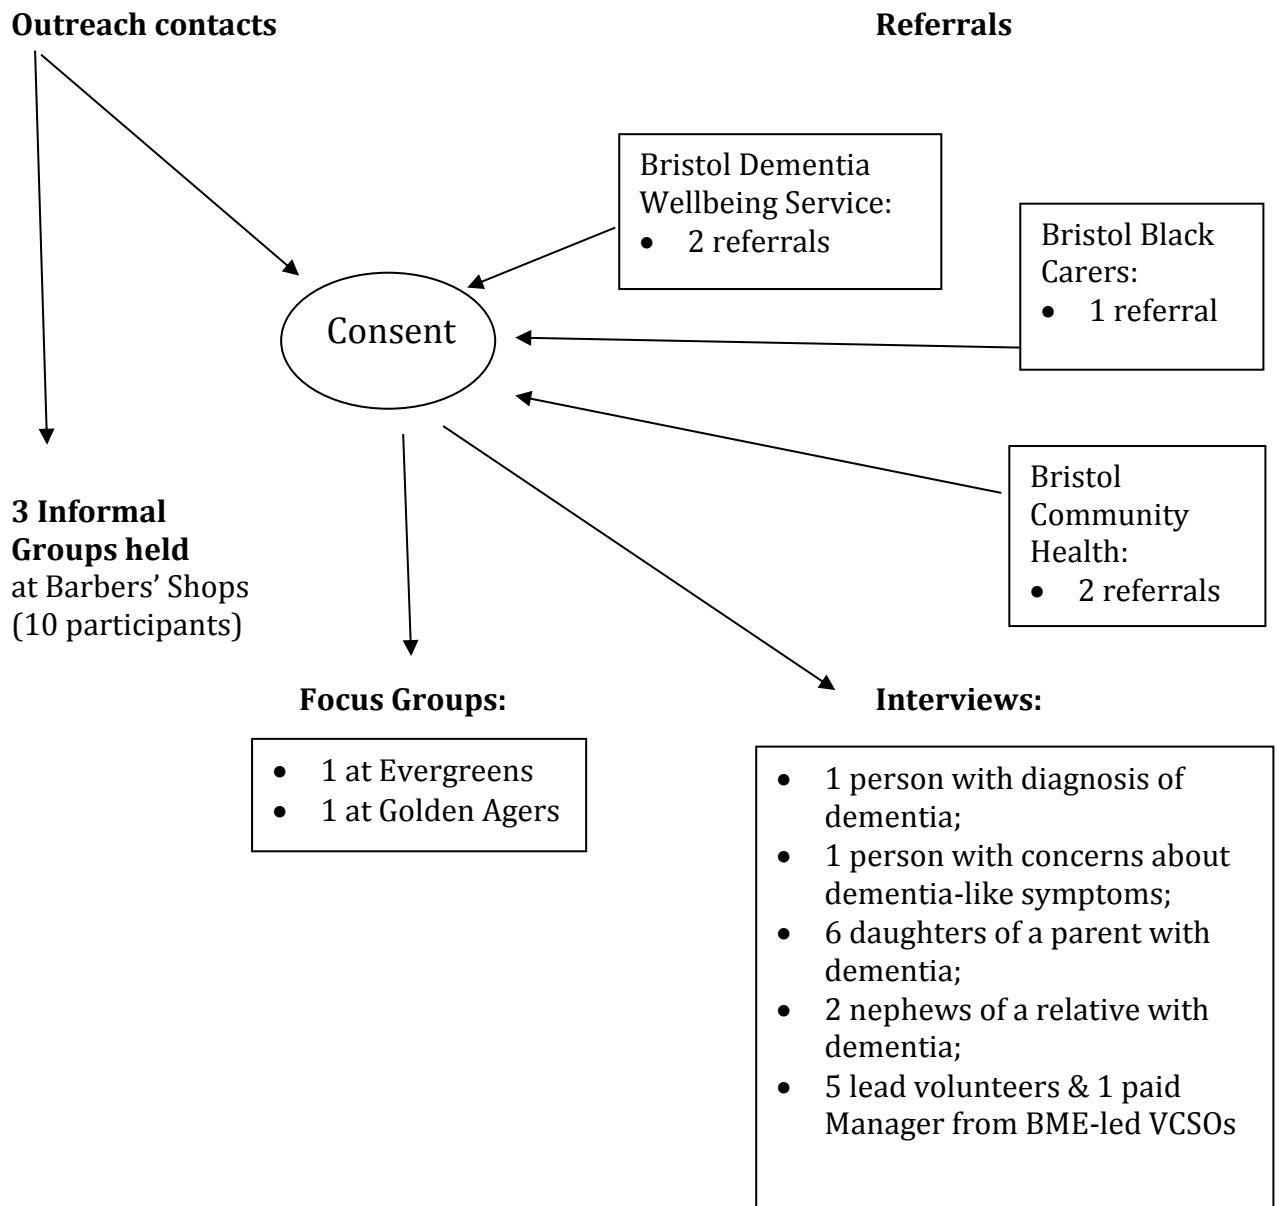 Outreach contacts
Referrals
Bristol Dementia
Wellbeing Service:
• 2 referrals
Bristol Black
Carers:
• 1 referral
Consent
Bristol
Community
Health:
• 2 referrals
3 Informal
Groups held
at Barbers’ Shops
(10 participants)
Focus Groups:
• 1 at Evergreens
• 1 at Golden Agers
Interviews:
• 1 person with diagnosis of
dementia;
• 1 person with concerns about
dementia-like symptoms;
• 6 daughters of a parent with
dementia;
• 2 nephews of a relative with
dementia;
• 5 lead volunteers & 1 paid
Manager from BME-led VCSOs